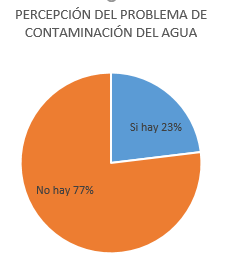 PERCEPCIÓN DEL PROBLEMA DE
CONTAMINACIÓN DEL AGUA
Si hay 23%
No hay 77%